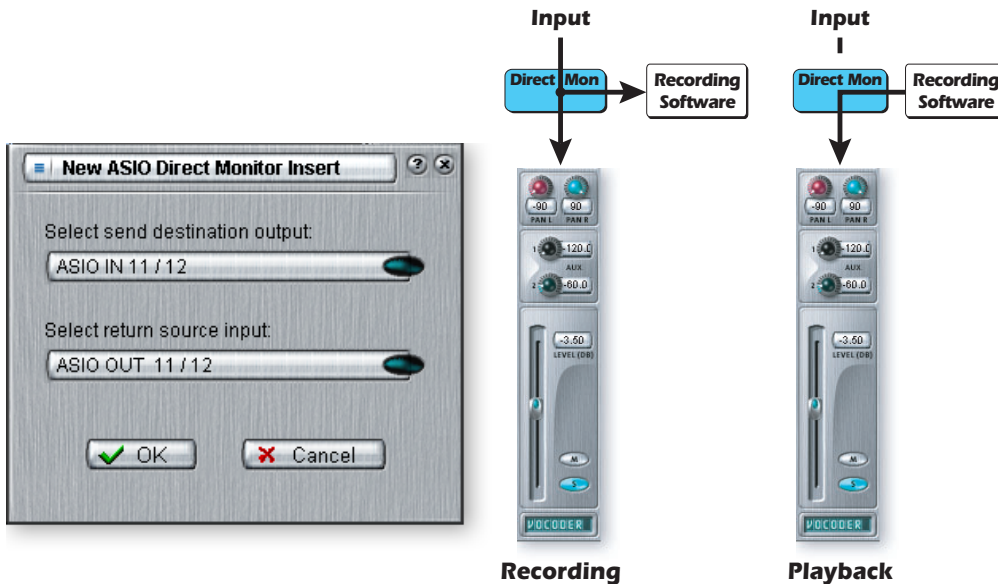 New ASIO Direct Monitor Insert
?
Select send destination output:
ASIO IN 11 / 12
Select return source input:
ASIO OUT 11 / 12
OK
Cancel
Input
Direct Mon
Recording
Software
-90 90
PAN L PAN R
1 -120.0
AUX
2 -60.0
-3.50
LEVEL (DB)
M
S
VOCODER
Recording
Input
Direct Mon
Recording
Software
-90 90
PAN L PAN R
1 -120.0
AUX
2 -60.0
-3.50
LEVEL (DB)
M
S
VOCODER
Playback